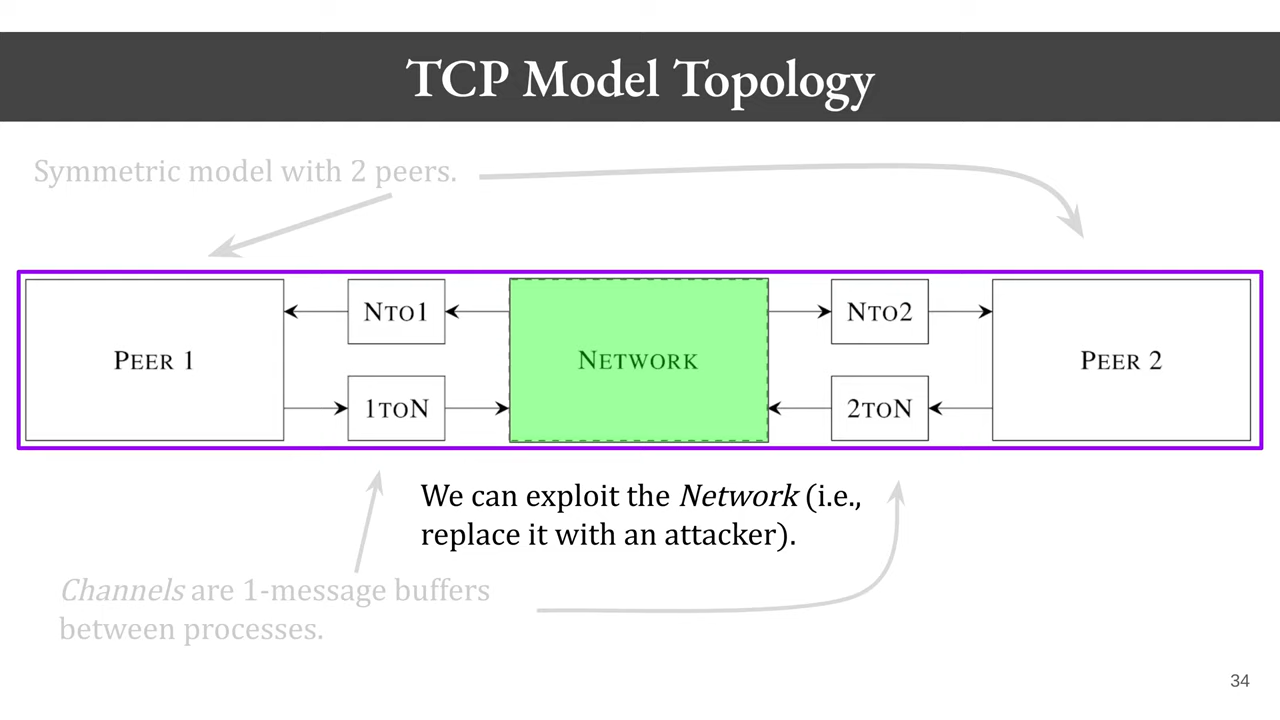 TCP Model Topology
Symmetric model with 2 peers.
PEER 1
NTO1
1TON
NETWORK
NTO2
2TON
PEER 2
We can exploit the Network (i.e.,
replace it with an attacker).
Channels are 1-message buffers
between processes.
34